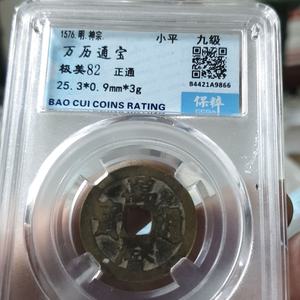 1576.明.神宗
小平 九级
万历通宝
极美82 正通
25.3*0.9mm*3g
B4421A9866
BAO CUI COINS RATING
保粹